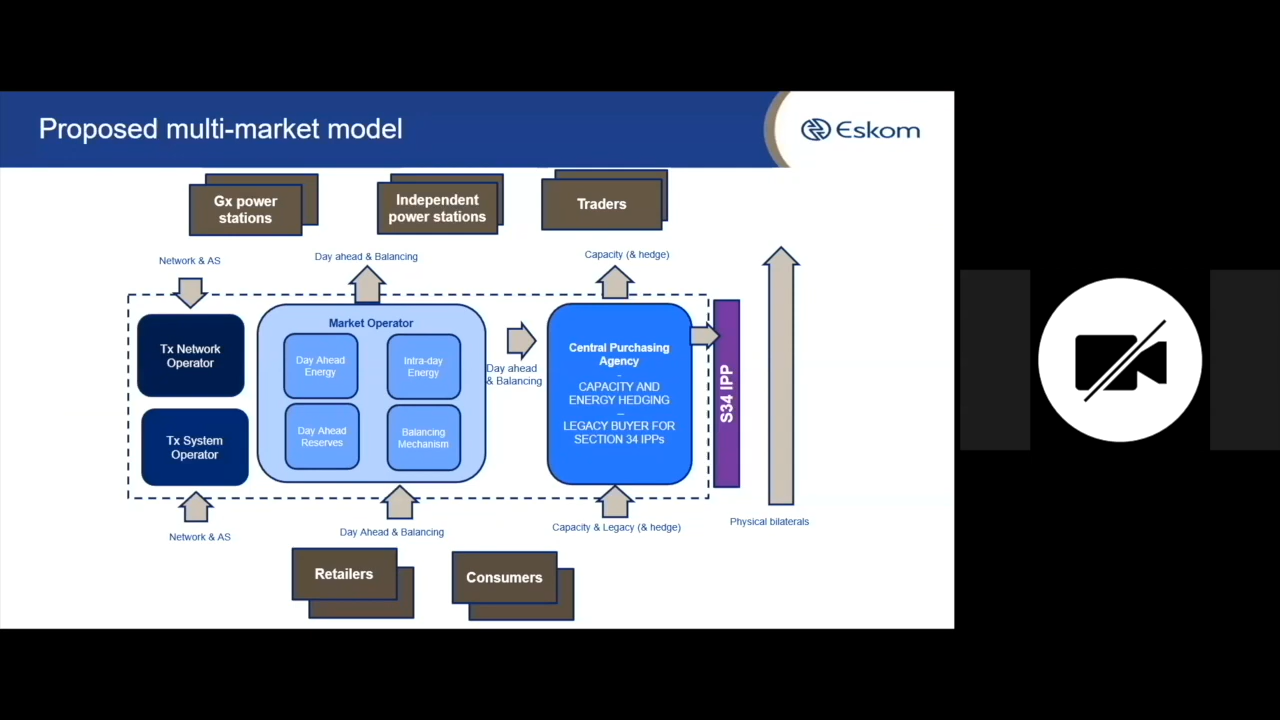 Proposed multi-market model
Eskom
Gx power
stations
Independent
power stations
Traders
Network & AS
Day ahead & Balancing
Capacity (& hedge)
Tx Network
Operator
Tx System
Operator
Market Operator
Day Ahead
Energy
Intra-day
Energy
Day Ahead
Reserves
Balancing
Mechanism
Day ahead
& Balancing
Central Purchasing
Agency
-
CAPACITY AND
ENERGY HEDGING
–
LEGACY BUYER FOR
SECTION 34 IPPs
S34 IPP
Network & AS
Day Ahead & Balancing
Capacity & Legacy (& hedge)
Physical bilaterals
Retailers
Consumers